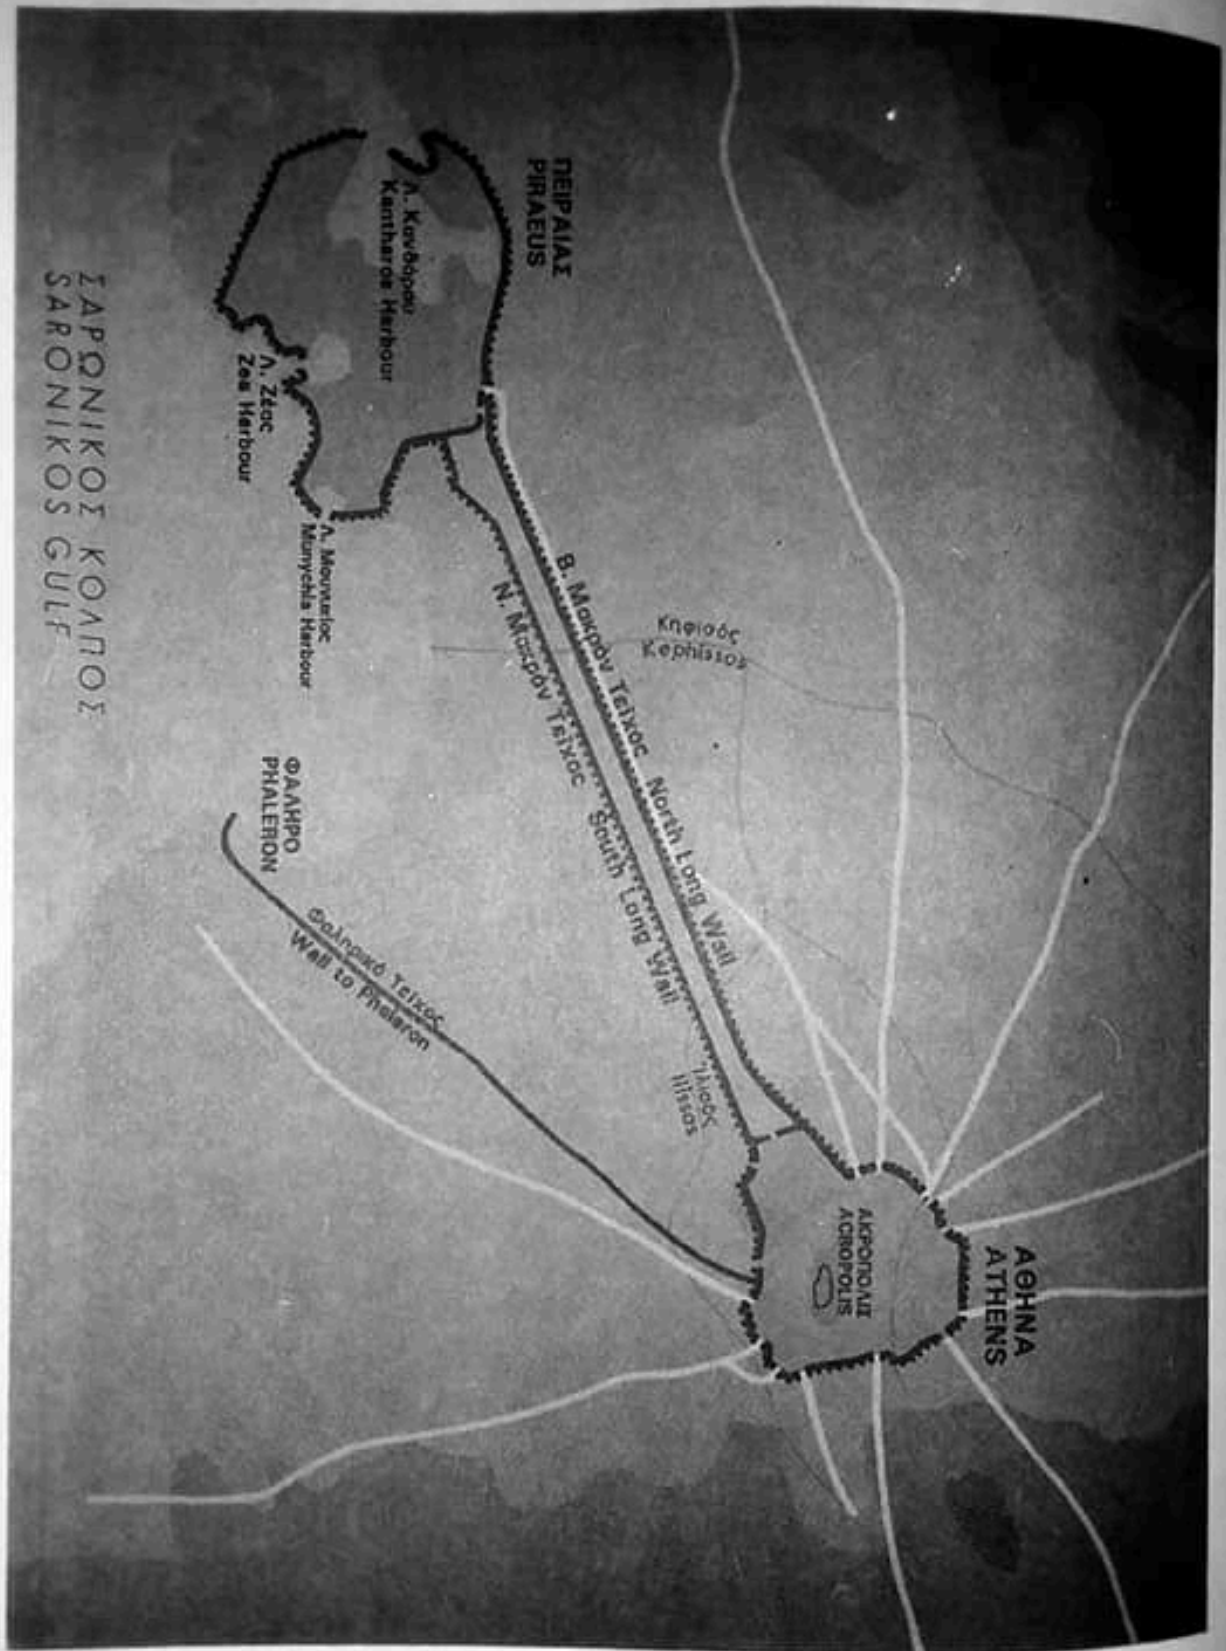 ΑΘΗΝΑ
ATHENS
ΑΚΡΟΠΟΛΙΣ
ACROPOLIS
ΠΕΙΡΑΙΑΣ
PIRAEUS
Λ. Κανθάρου
Kantharos Harbour
Λ. Ζέας
Zea Harbour
Λ. Μουνιχίας
Munychia Harbour
Β. Μακρόν Τείχος North Long Wall
Ν. Μακρόν Τείχος South Long Wall
Κηφισός
Kephissos
Ἰλισός
Ilissos
ΦΑΛΗΡΟ
PHALERON
Φαληρικό Τείχος
Wall to Phaleron
ΣΑΡΩΝΙΚΟΣ ΚΟΛΠΟΣ
SARONIKOS GULF